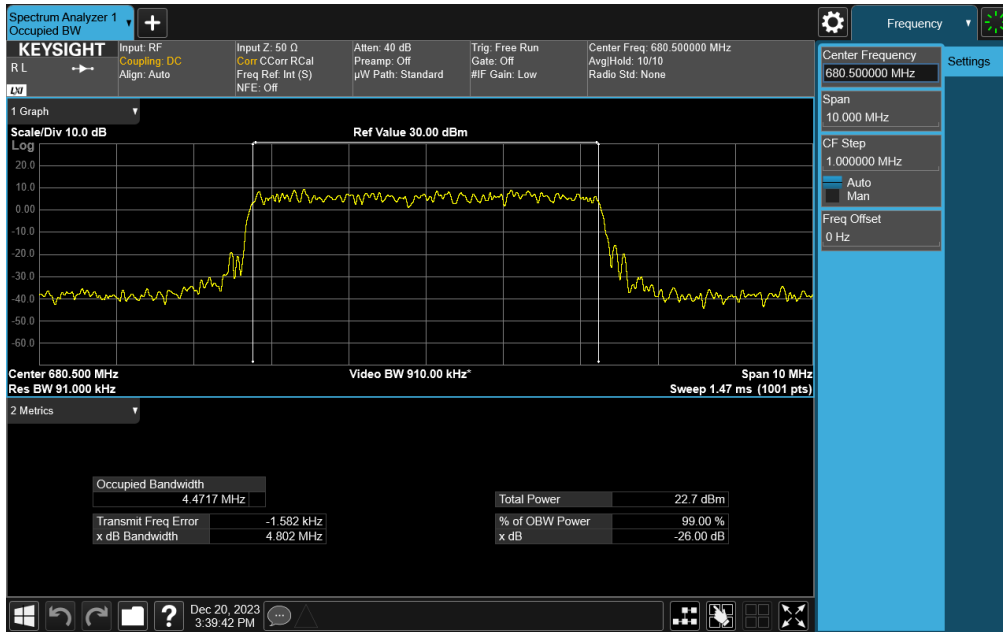 Spectrum Analyzer 1
Occupied BW
Frequency
KEYSIGHT
R L
LXI
Input: RF
Coupling: DC
Align: Auto
Input Z: 50 Ω
Corr CCorr RCal
Freq Ref: Int (S)
NFE: Off
Atten: 40 dB
Preamp: Off
µW Path: Standard
Trig: Free Run
Gate: Off
#IF Gain: Low
Center Freq: 680.500000 MHz
Avg|Hold: 10/10
Radio Std: None
Center Frequency
680.500000 MHz
Settings
Span
10.000 MHz
CF Step
1.000000 MHz
Auto
Man
Freq Offset
0 Hz
1 Graph
Scale/Div 10.0 dB
Ref Value 30.00 dBm
Log
20.0
10.0
0.00
-10.0
-20.0
-30.0
-40.0
-50.0
-60.0
Center 680.500 MHz
Video BW 910.00 kHz*
Span 10 MHz
Res BW 91.000 kHz
Sweep 1.47 ms (1001 pts)
2 Metrics
Occupied Bandwidth
4.4717 MHz
Total Power 22.7 dBm
Transmit Freq Error -1.582 kHz
% of OBW Power 99.00 %
x dB Bandwidth 4.802 MHz
x dB -26.00 dB
?
Dec 20, 2023
3:39:42 PM